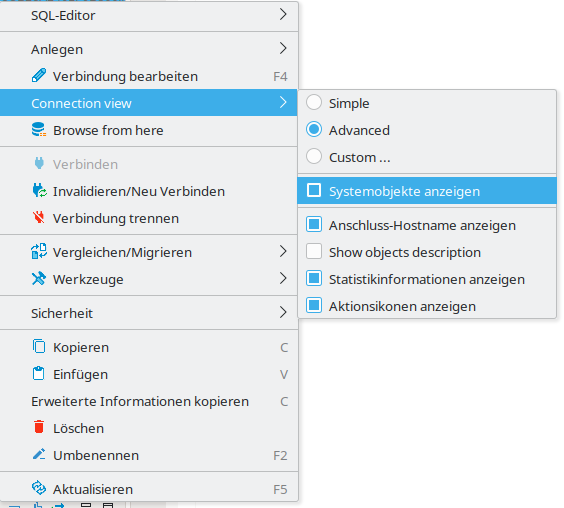 SQL-Editor
Anlegen
Verbindung bearbeiten F4
Connection view
Browse from here
Verbinden
Invalidieren/Neu Verbinden
Verbindung trennen
Vergleichen/Migrieren
Werkzeuge
Sicherheit
Kopieren C
Einfügen V
Erweiterte Informationen kopieren C
Löschen
Umbenennen F2
Aktualisieren F5
Simple
Advanced
Custom ...
Systemobjekte anzeigen
Anschluss-Hostname anzeigen
Show objects description
Statistikinformationen anzeigen
Aktionsikonen anzeigen